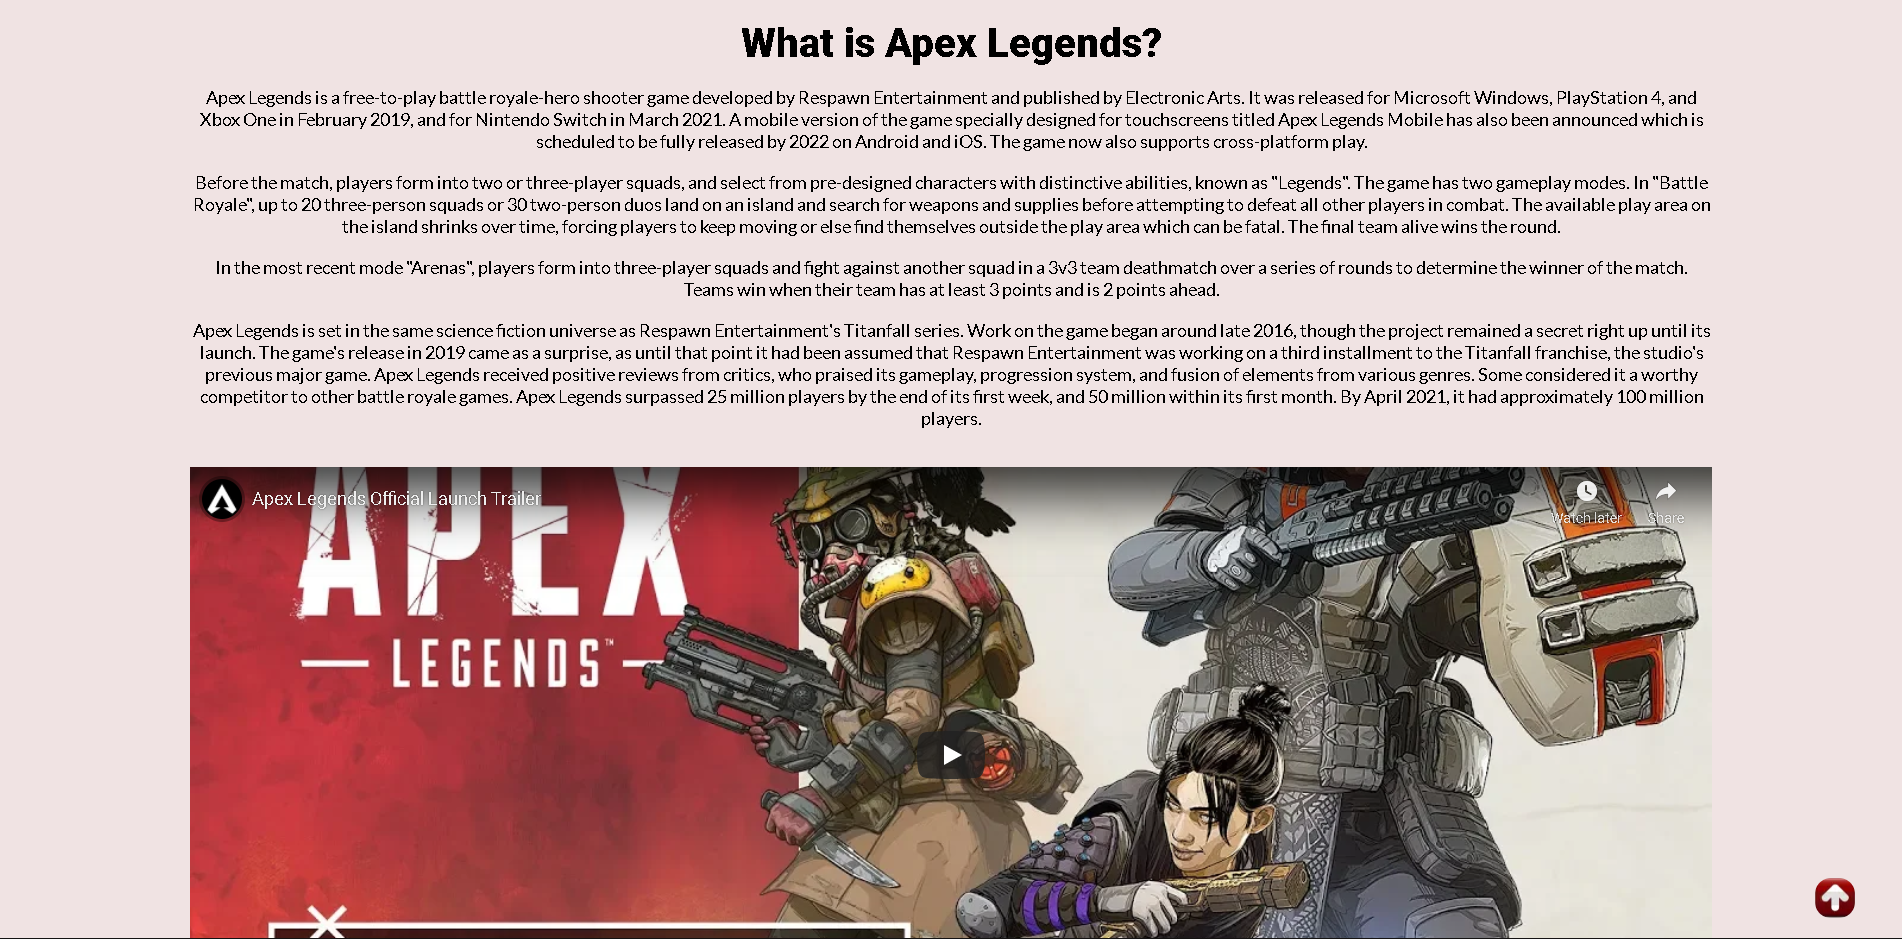 What is Apex Legends?
Apex Legends is a free-to-play battle royale-hero shooter game developed by Respawn Entertainment and published by Electronic Arts. It was released for Microsoft Windows, PlayStation 4, and
Xbox One in February 2019, and for Nintendo Switch in March 2021. A mobile version of the game specially designed for touchscreens titled Apex Legends Mobile has also been announced which is
scheduled to be fully released by 2022 on Android and iOS. The game now also supports cross-platform play.
Before the match, players form into two or three-player squads, and select from pre-designed characters with distinctive abilities, known as "Legends". The game has two gameplay modes. In "Battle
Royale", up to 20 three-person squads or 30 two-person duos land on an island and search for weapons and supplies before attempting to defeat all other players in combat. The available play area on
the island shrinks over time, forcing players to keep moving or else find themselves outside the play area which can be fatal. The final team alive wins the round.
In the most recent mode "Arenas", players form into three-player squads and fight against another squad in a 3v3 team deathmatch over a series of rounds to determine the winner of the match.
Teams win when their team has at least 3 points and is 2 points ahead.
Apex Legends is set in the same science fiction universe as Respawn Entertainment's Titanfall series. Work on the game began around late 2016, though the project remained a secret right up until its
launch. The game's release in 2019 came as a surprise, as until that point it had been assumed that Respawn Entertainment was working on a third installment to the Titanfall franchise, the studio's
previous major game. Apex Legends received positive reviews from critics, who praised its gameplay, progression system, and fusion of elements from various genres. Some considered it a worthy
competitor to other battle royale games. Apex Legends surpassed 25 million players by the end of its first week, and 50 million within its first month. By April 2021, it had approximately 100 million
players.
Apex Legends Official Launch Trailer
Watch later
Share
APEX
LEGENDS™